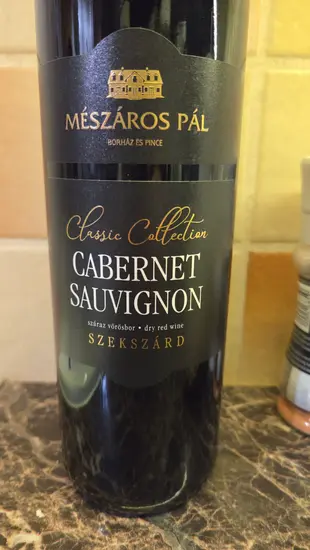 MÉSZÁROS PÁL
BORHÁZ ÉS PINCE
Classic Collection
CABERNET
SAUVIGNON
száraz vörösbor • dry red wine
SZEKSZÁRD